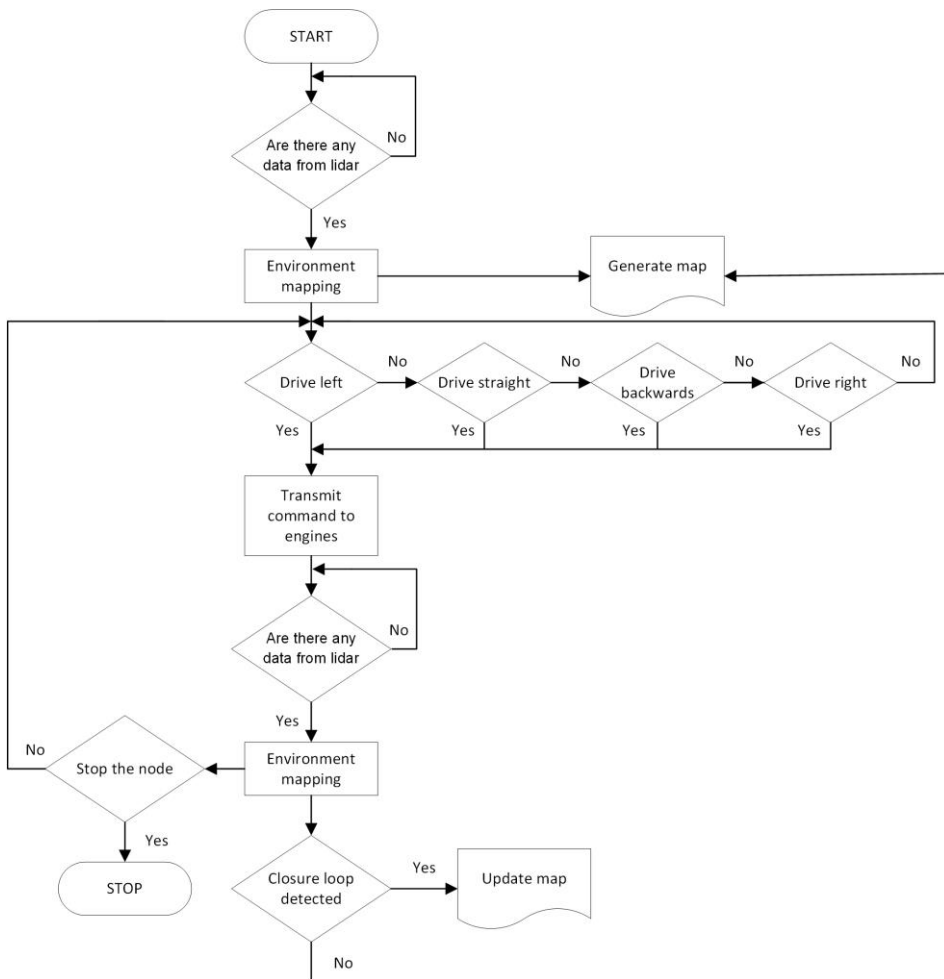 START
No
Are there any
data from lidar
Yes
Environment
mapping
Generate map
No
No
No
No
Drive left
Drive straight
Drive
backwards
Drive right
Yes
Yes
Yes
Yes
Transmit
command to
engines
No
Are there any
data from lidar
Yes
No
Stop the node
Environment
mapping
Yes
STOP
Closure loop
detected
Yes
Update map
No